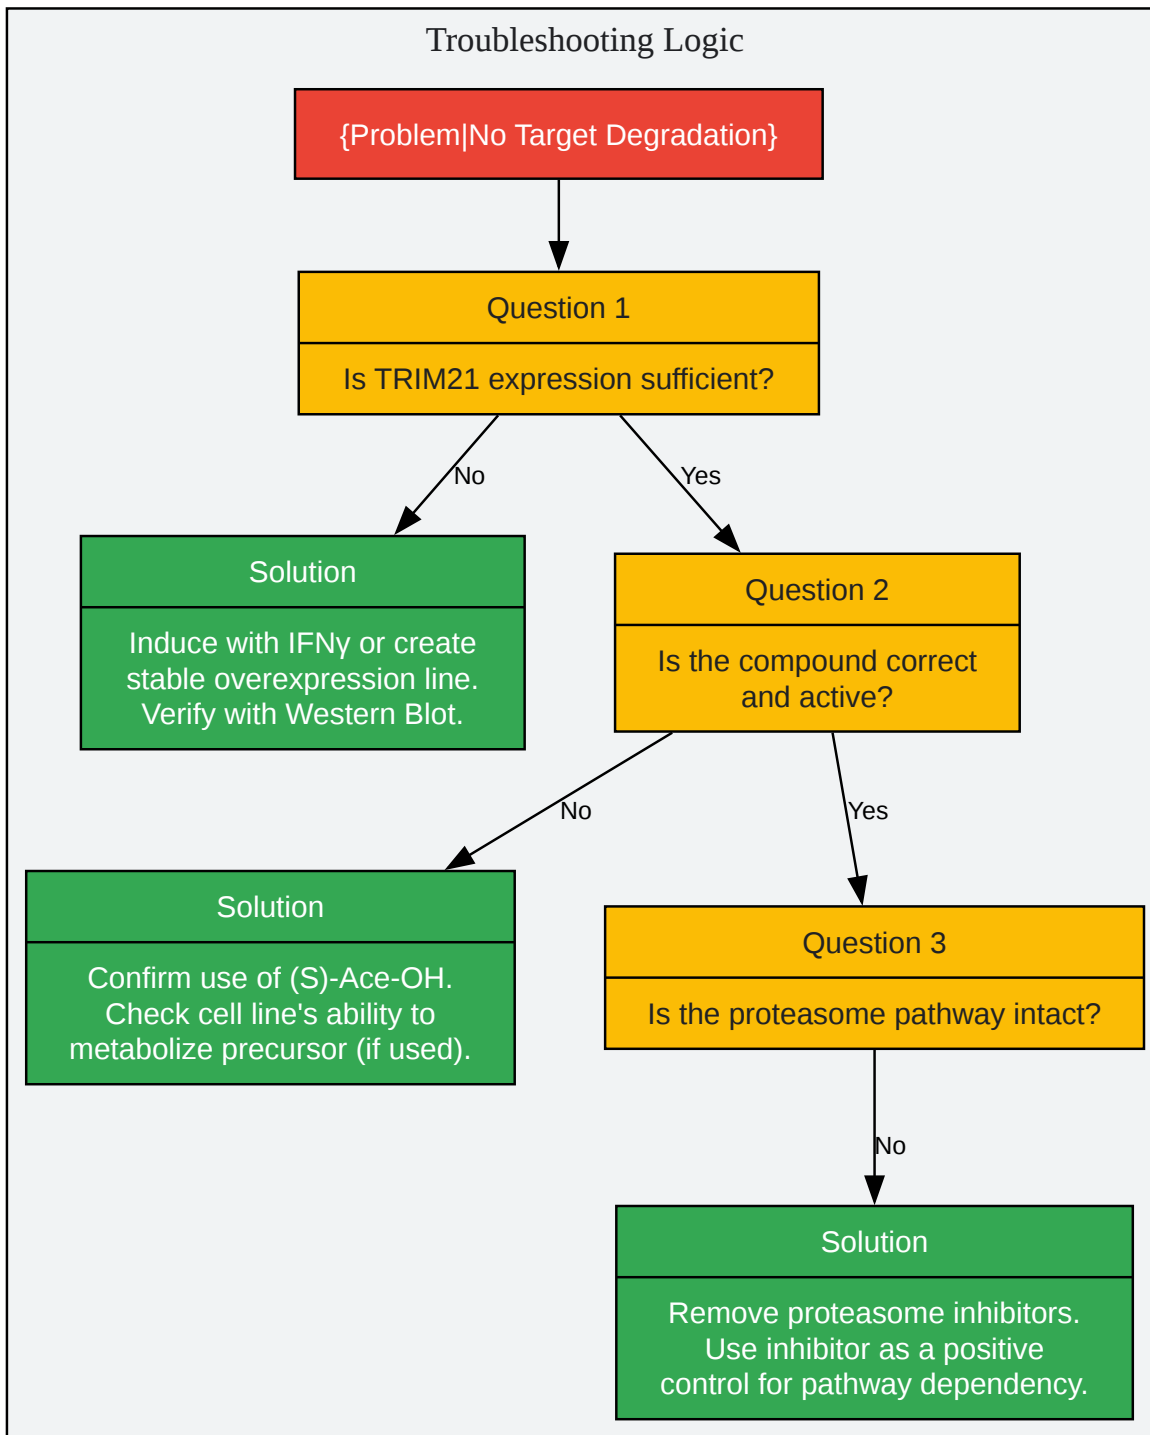 Troubleshooting Logic
{Problem|No Target Degradation}
Question 1
Is TRIM21 expression sufficient?
No
Yes
Solution
Induce with IFNγ or create
stable overexpression line.
Verify with Western Blot.
Question 2
Is the compound correct
and active?
No
Yes
Solution
Confirm use of (S)-Ace-OH.
Check cell line's ability to
metabolize precursor (if used).
Question 3
Is the proteasome pathway intact?
No
Solution
Remove proteasome inhibitors.
Use inhibitor as a positive
control for pathway dependency.